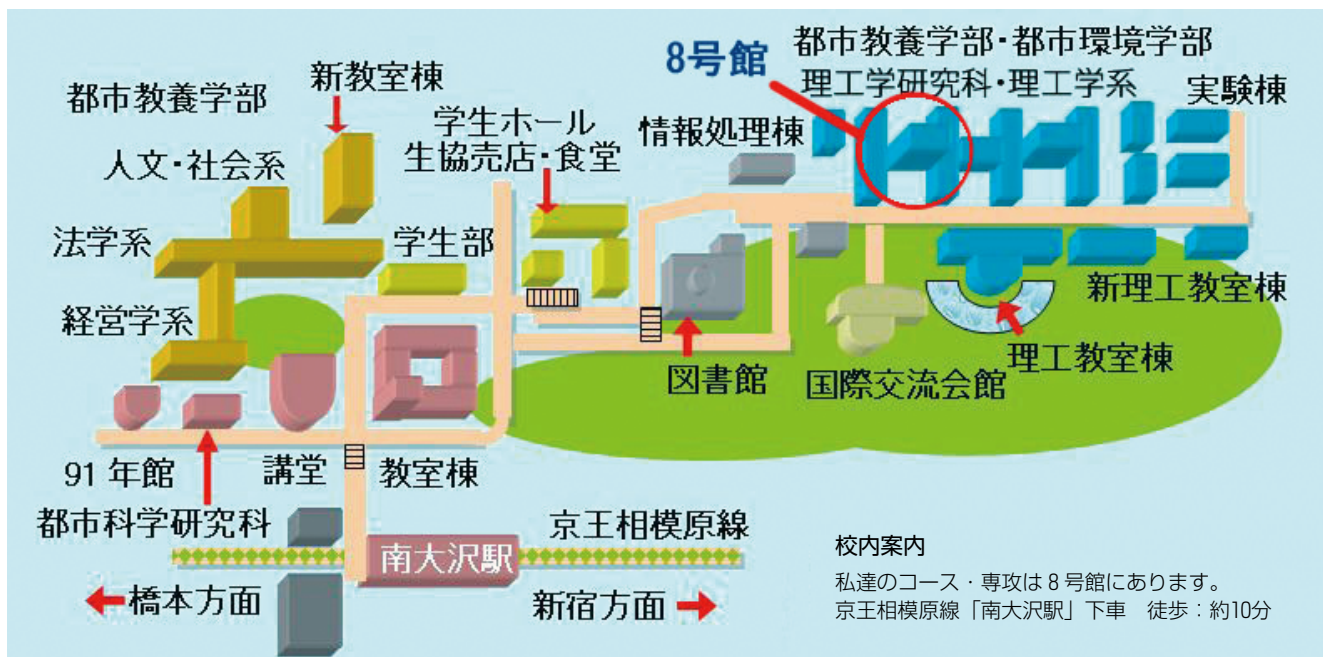 8号館
都市教養学部・都市環境学部
理工学研究科・理工学系
実験棟
新教室棟
都市教養学部
学生ホール
生協売店・食堂
情報処理棟
人文・社会系
法学系
学生部
経営学系
新理工教室棟
理工教室棟
図書館
国際交流会館
91年館
講堂
教室棟
都市科学研究科
京王相模原線
南大沢駅
橋本方面
新宿方面
校内案内
私達のコース・専攻は8号館にあります。
京王相模原線「南大沢駅」下車　徒歩：約10分